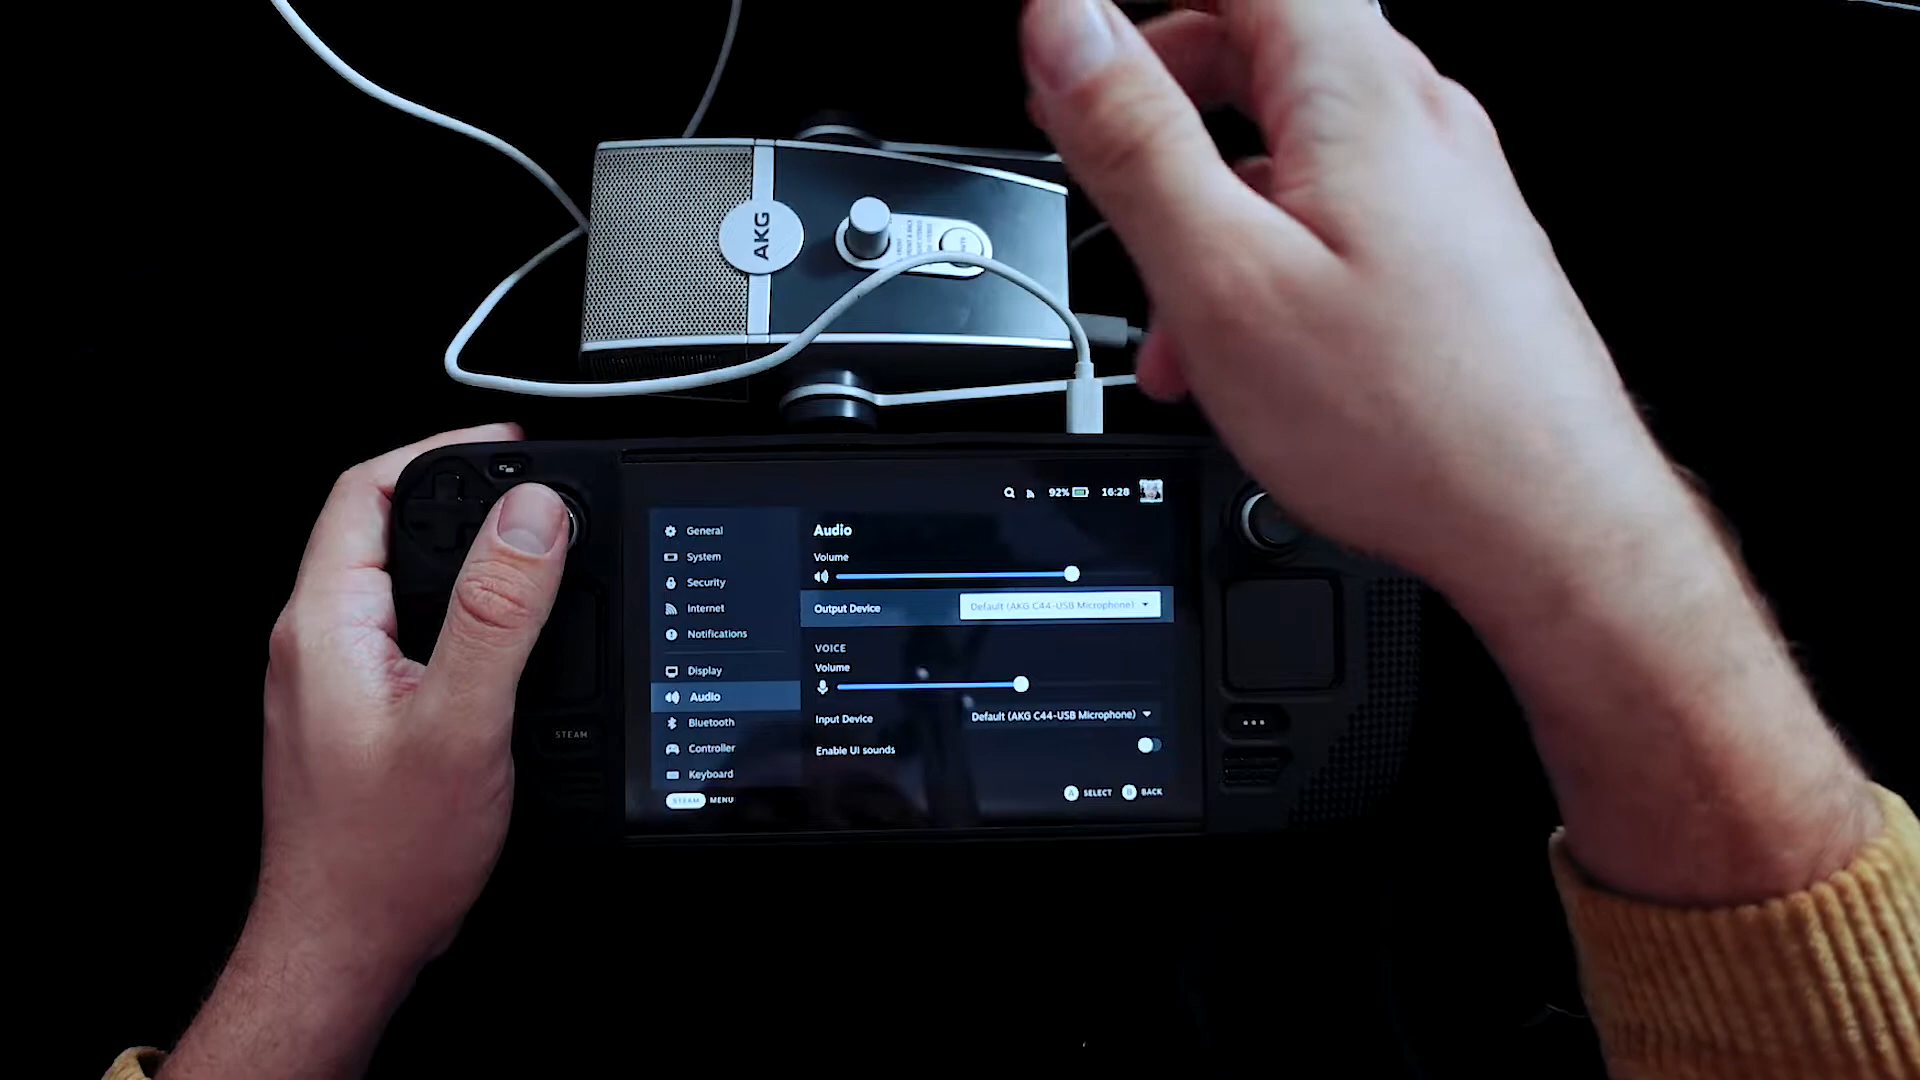 AKG
MUTE
92%
16:28
General
System
Security
Internet
Notifications
Display
Audio
Bluetooth
Controller
Keyboard
STEAM MENU
Audio
Volume
Output Device Default (AKG C44-USB Microphone)
VOICE
Volume
Input Device Default (AKG C44-USB Microphone)
Enable UI sounds
A SELECT B BACK
STEAM